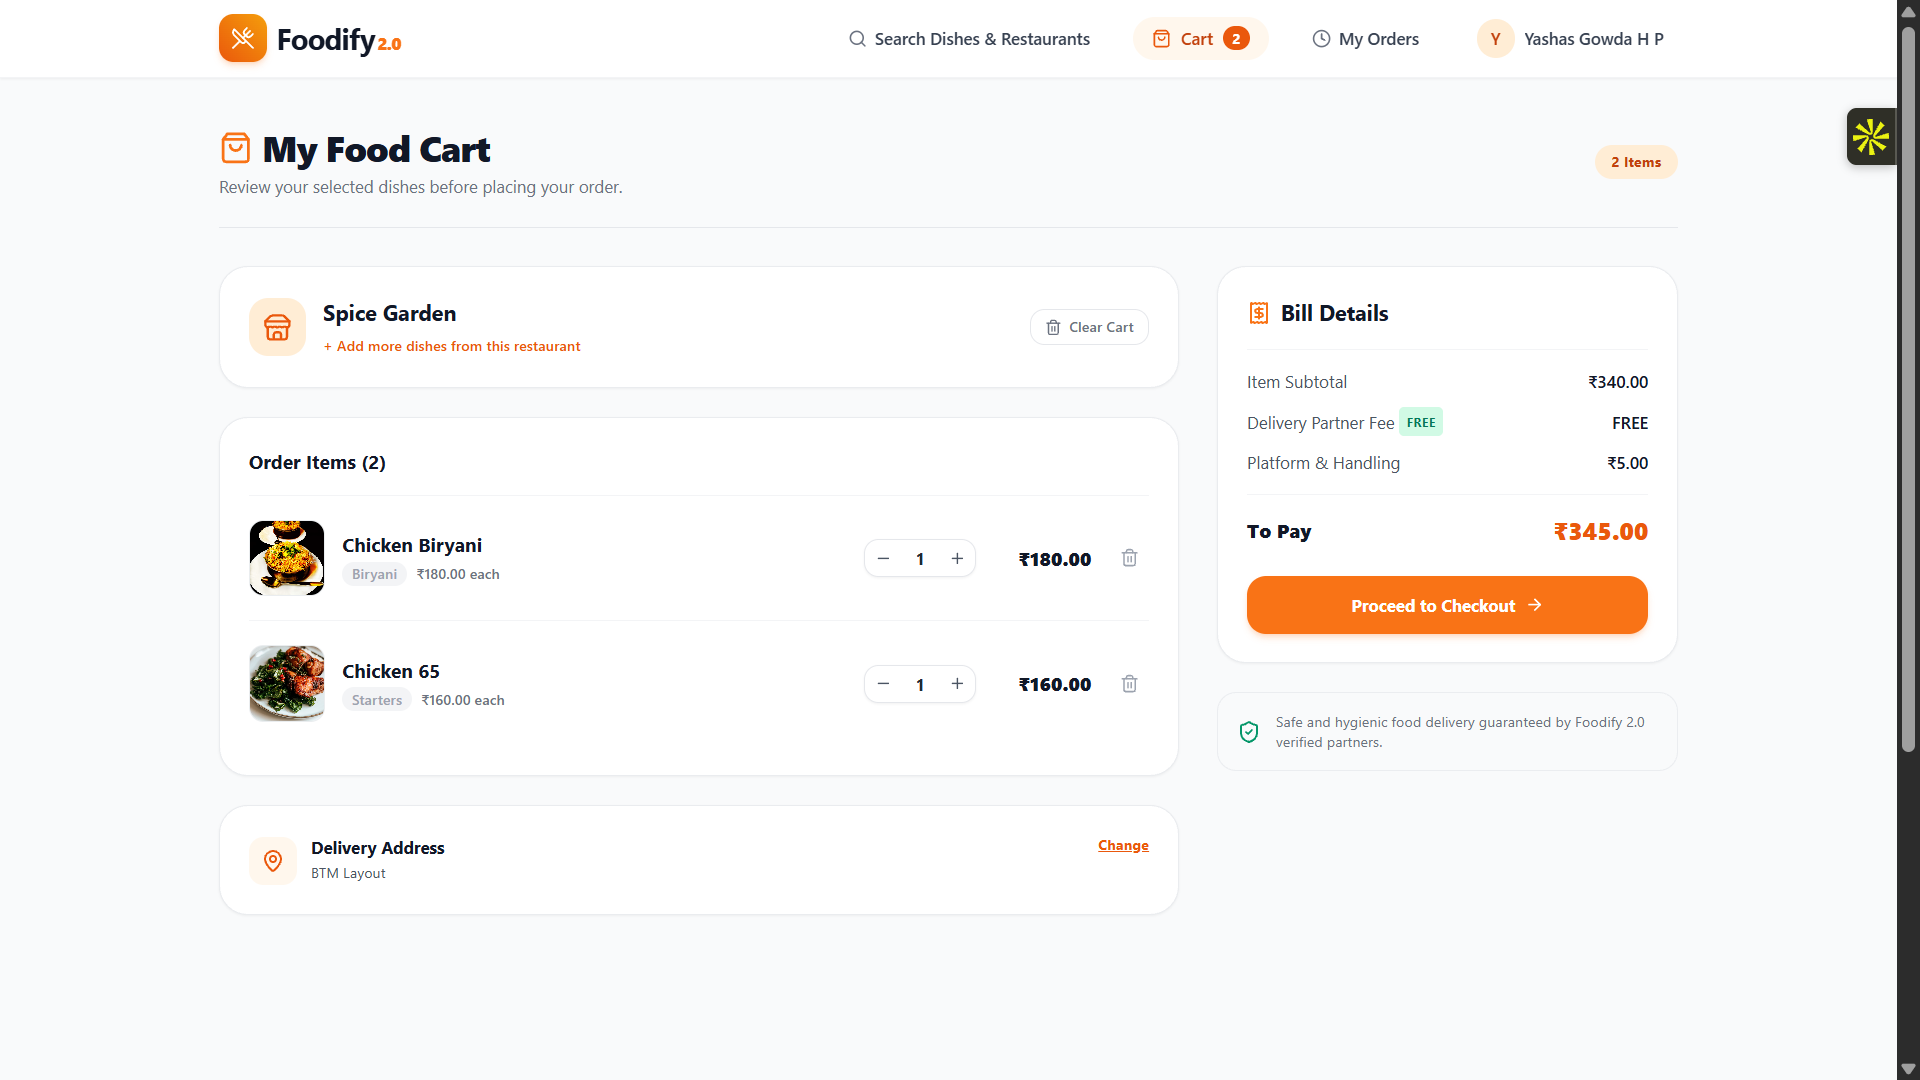 Foodify 2.0
Search Dishes & Restaurants
Cart 2
My Orders
Y Yashas Gowda H P
My Food Cart
Review your selected dishes before placing your order.
2 Items
Spice Garden
+ Add more dishes from this restaurant
Clear Cart
Order Items (2)
Chicken Biryani
Biryani ₹180.00 each
− 1 + ₹180.00
Chicken 65
Starters ₹160.00 each
− 1 + ₹160.00
Delivery Address
BTM Layout
Change
Bill Details
Item Subtotal ₹340.00
Delivery Partner Fee FREE FREE
Platform & Handling ₹5.00
To Pay ₹345.00
Proceed to Checkout →
Safe and hygienic food delivery guaranteed by Foodify 2.0
verified partners.